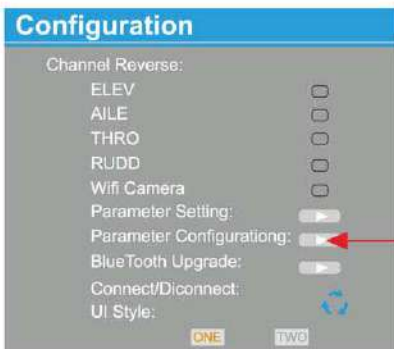 Configuration
Channel Reverse:
ELEV
AILE
THRO
RUDD
Wifi Camera
Parameter Setting:
Parameter Configurationg:
BlueTooth Upgrade:
Connect/Diconnect:
UI Style:
ONE TWO